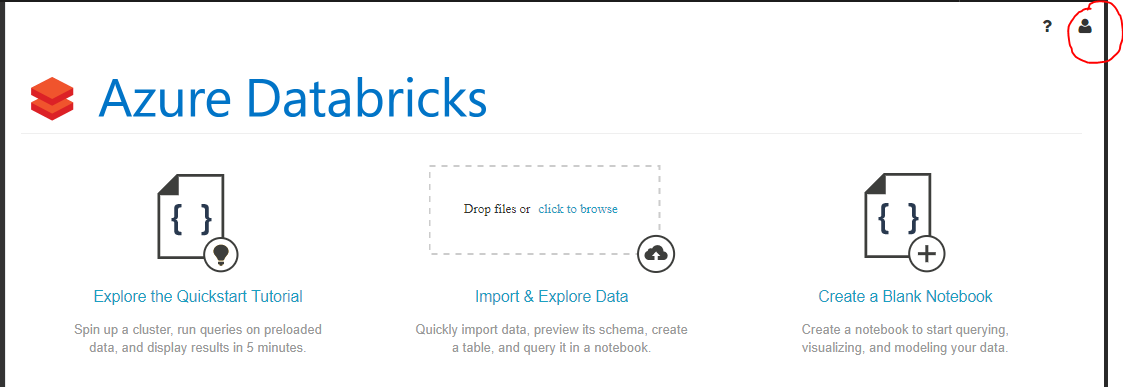 ?
Azure Databricks
{ }
Drop files or click to browse
{ }
Explore the Quickstart Tutorial
Spin up a cluster, run queries on preloaded
data, and display results in 5 minutes.
Import & Explore Data
Quickly import data, preview its schema, create
a table, and query it in a notebook.
Create a Blank Notebook
Create a notebook to start querying,
visualizing, and modeling your data.